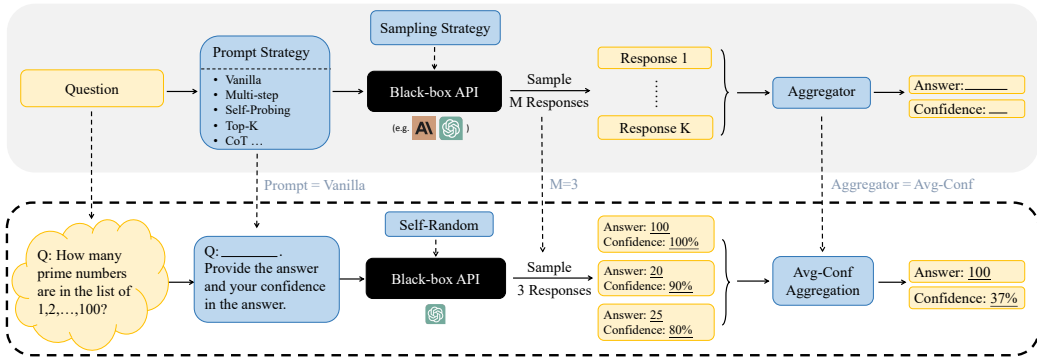 Question
Prompt Strategy
• Vanilla
• Multi-step
• Self-Probing
• Top-K
• CoT ...
Sampling Strategy
Black-box API
(e.g. AI )
Sample
M Responses
Response 1
Response K
Aggregator
Answer:______
Confidence: ___
Prompt = Vanilla
M=3
Aggregator = Avg-Conf
Q: How many
prime numbers
are in the list of
1,2,...,100?
Q:________.
Provide the answer
and your confidence
in the answer.
Self-Random
Black-box API
Sample
3 Responses
Answer: 100
Confidence: 100%
Answer: 20
Confidence: 90%
Answer: 25
Confidence: 80%
Avg-Conf
Aggregation
Answer: 100
Confidence: 37%